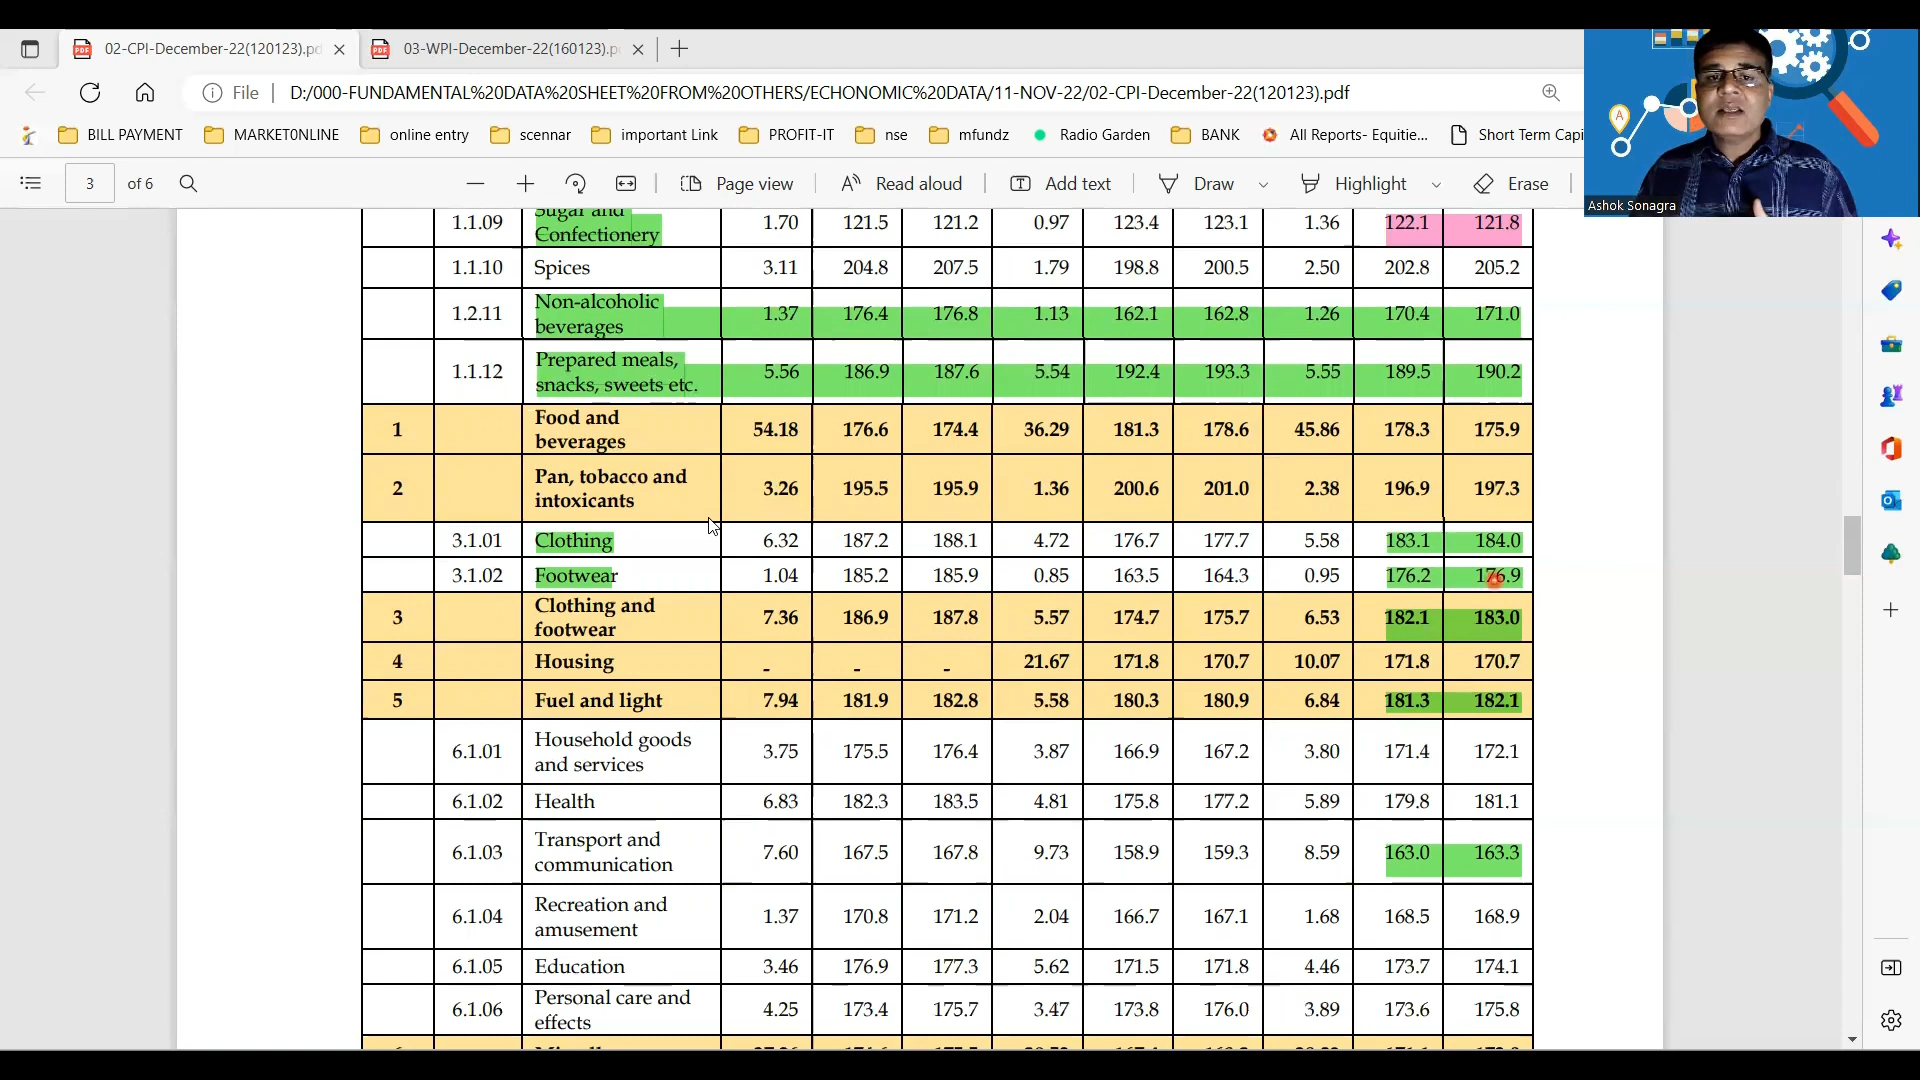 02-CPI-December-22(120123).pd
03-WPI-December-22(160123).p
File
D:/000-FUNDAMENTAL%20DATA%20SHEET%20FROM%20OTHERS/ECHONOMIC%20DATA/11-NOV-22/02-CPI-December-22(120123).pdf
BILL PAYMENT MARKET0NLINE online entry scennar important Link PROFIT-IT nse mfundz Radio Garden BANK All Reports- Equitie... Short Term Capi
3 of 6 Page view Read aloud Add text Draw Highlight Erase
A
Ashok Sonagra
1.1.09 Sugar and Confectionery 1.70 121.5 121.2 0.97 123.4 123.1 1.36 122.1 121.8
1.1.10 Spices 3.11 204.8 207.5 1.79 198.8 200.5 2.50 202.8 205.2
1.2.11 Non-alcoholic beverages 1.37 176.4 176.8 1.13 162.1 162.8 1.26 170.4 171.0
1.1.12 Prepared meals, snacks, sweets etc. 5.56 186.9 187.6 5.54 192.4 193.3 5.55 189.5 190.2
1 Food and beverages 54.18 176.6 174.4 36.29 181.3 178.6 45.86 178.3 175.9
2 Pan, tobacco and intoxicants 3.26 195.5 195.9 1.36 200.6 201.0 2.38 196.9 197.3
3.1.01 Clothing 6.32 187.2 188.1 4.72 176.7 177.7 5.58 183.1 184.0
3.1.02 Footwear 1.04 185.2 185.9 0.85 163.5 164.3 0.95 176.2 176.9
3 Clothing and footwear 7.36 186.9 187.8 5.57 174.7 175.7 6.53 182.1 183.0
4 Housing - - - 21.67 171.8 170.7 10.07 171.8 170.7
5 Fuel and light 7.94 181.9 182.8 5.58 180.3 180.9 6.84 181.3 182.1
6.1.01 Household goods and services 3.75 175.5 176.4 3.87 166.9 167.2 3.80 171.4 172.1
6.1.02 Health 6.83 182.3 183.5 4.81 175.8 177.2 5.89 179.8 181.1
6.1.03 Transport and communication 7.60 167.5 167.8 9.73 158.9 159.3 8.59 163.0 163.3
6.1.04 Recreation and amusement 1.37 170.8 171.2 2.04 166.7 167.1 1.68 168.5 168.9
6.1.05 Education 3.46 176.9 177.3 5.62 171.5 171.8 4.46 173.7 174.1
6.1.06 Personal care and effects 4.25 173.4 175.7 3.47 173.8 176.0 3.89 173.6 175.8